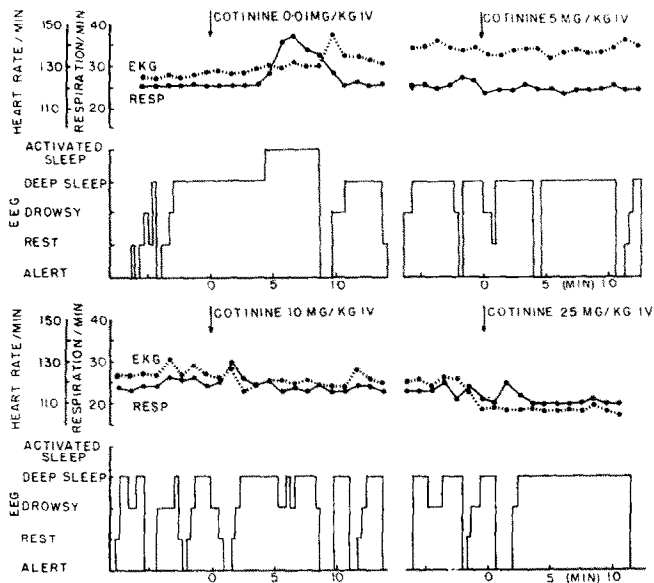 COTININE 0.01 MG/KG IV
COTININE 5 MG/KG IV
HEART RATE/MIN
150
130
110
RESPIRATION/MIN
40
30
20
EKG
RESP
EEG
ACTIVATED SLEEP
DEEP SLEEP
DROWSY
REST
ALERT
0
5
10
0
5
(MIN)
10
COTININE 10 MG/KG IV
COTININE 25 MG/KG IV
HEART RATE/MIN
150
130
110
RESPIRATION/MIN
40
30
20
EKG
RESP
EEG
ACTIVATED SLEEP
DEEP SLEEP
DROWSY
REST
ALERT
0
5
10
0
5
(MIN)
10